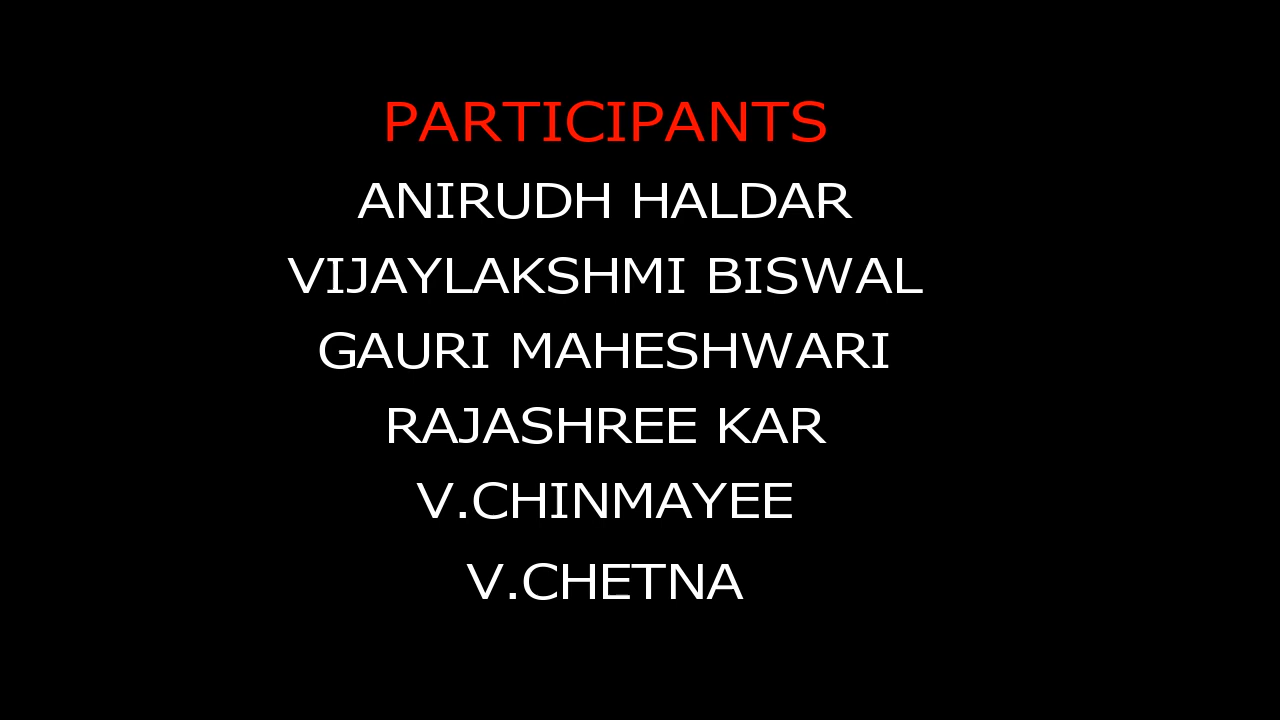 PARTICIPANTS
ANIRUDH HALDAR
VIJAYLAKSHMI BISWAL
GAURI MAHESHWARI
RAJASHREE KAR
V.CHINMAYEE
V.CHETNA